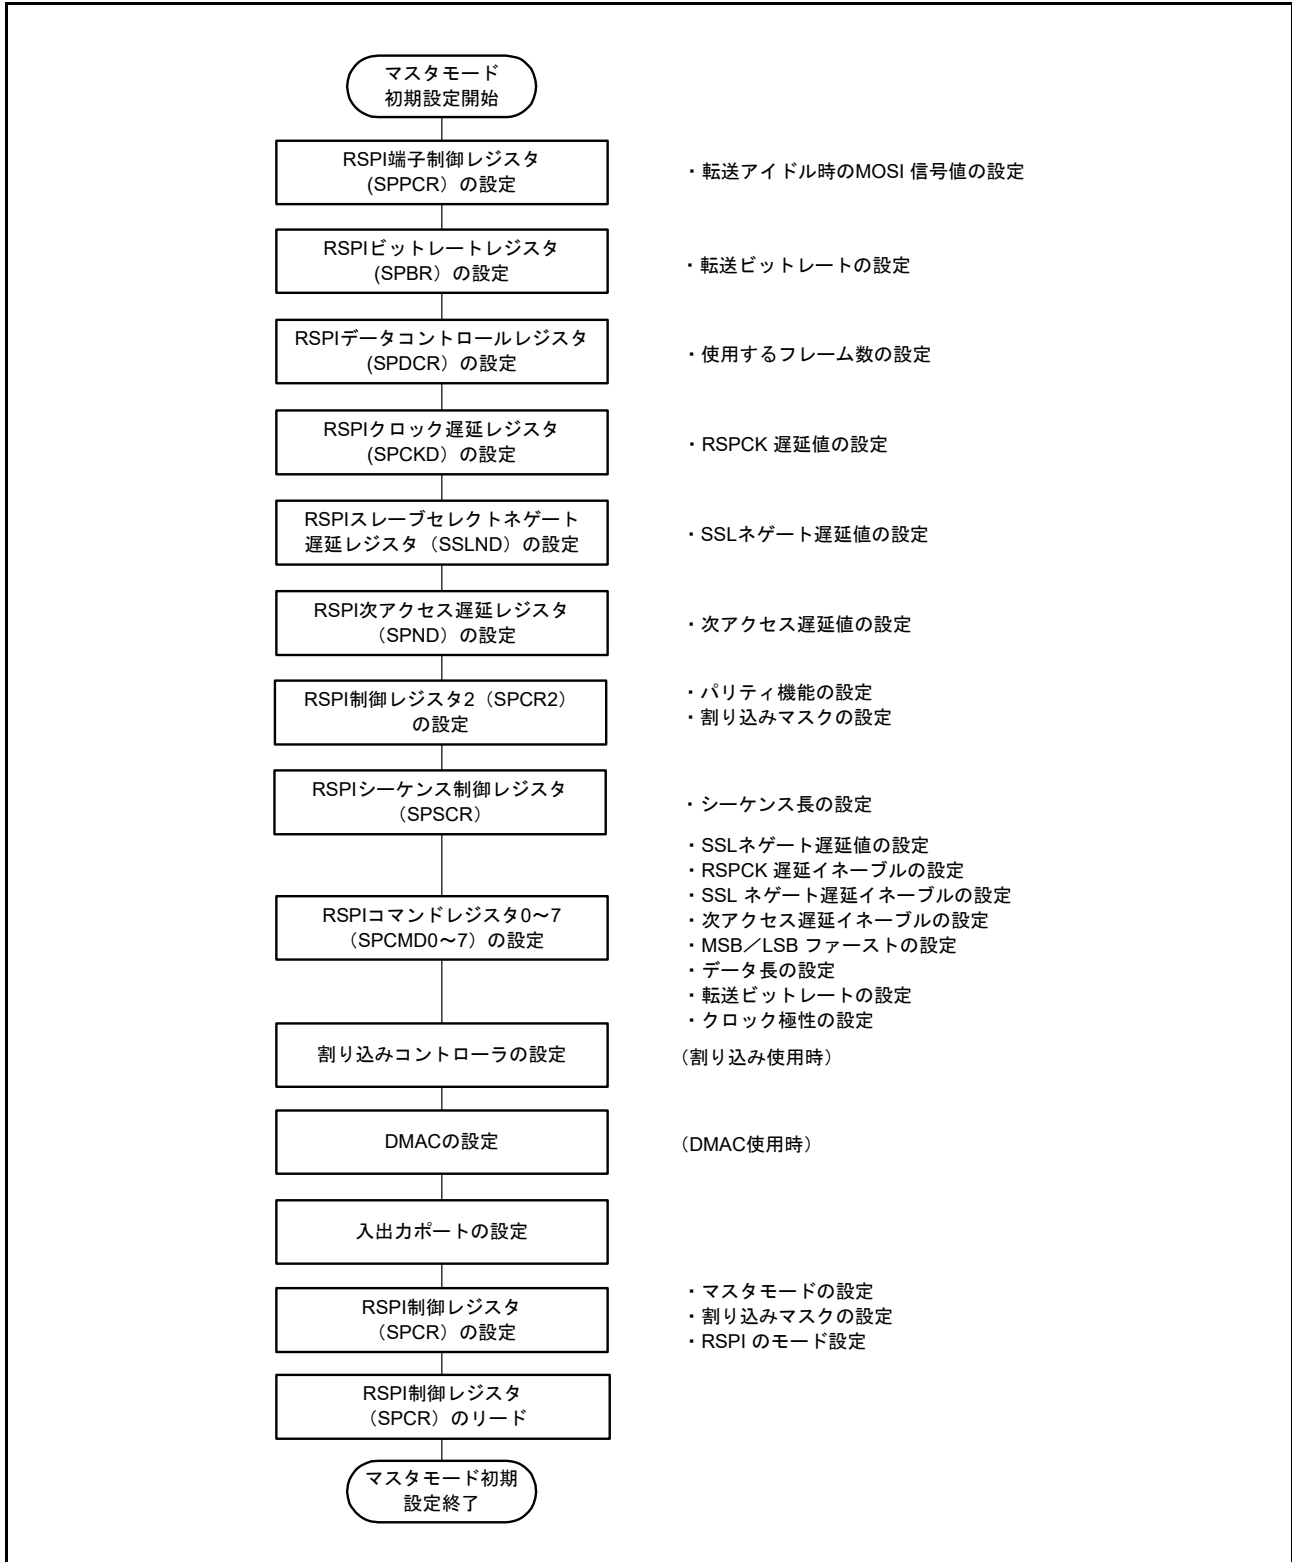 マスタモード
初期設定開始
RSPI端子制御レジスタ
(SPPCR）の設定
・転送アイドル時のMOSI 信号値の設定
RSPIビットレートレジスタ
(SPBR）の設定
・転送ビットレートの設定
RSPIデータコントロールレジスタ
(SPDCR）の設定
・使用するフレーム数の設定
RSPIクロック遅延レジスタ
(SPCKD）の設定
・RSPCK 遅延値の設定
RSPIスレーブセレクトネゲート
遅延レジスタ（SSLND）の設定
・SSLネゲート遅延値の設定
RSPI次アクセス遅延レジスタ
（SPND）の設定
・次アクセス遅延値の設定
RSPI制御レジスタ2（SPCR2）
の設定
・パリティ機能の設定
・割り込みマスクの設定
RSPIシーケンス制御レジスタ
（SPSCR）
・シーケンス長の設定
RSPIコマンドレジスタ0～7
（SPCMD0～7）の設定
・SSLネゲート遅延値の設定
・RSPCK 遅延イネーブルの設定
・SSL ネゲート遅延イネーブルの設定
・次アクセス遅延イネーブルの設定
・MSB／LSB ファーストの設定
・データ長の設定
・転送ビットレートの設定
・クロック極性の設定
割り込みコントローラの設定
（割り込み使用時）
DMACの設定
（DMAC使用時）
入出力ポートの設定
RSPI制御レジスタ
（SPCR）の設定
・マスタモードの設定
・割り込みマスクの設定
・RSPI のモード設定
RSPI制御レジスタ
（SPCR）のリード
マスタモード初期
設定終了